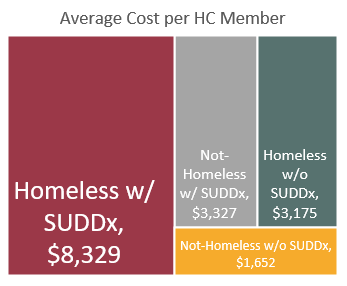 Average Cost per HC Member
Homeless w/
SUDDx,
$8,329
Not-
Homeless
w/ SUDDx,
$3,327
Homeless
w/o
SUDDx,
$3,175
Not-Homeless w/o SUDDx,
$1,652